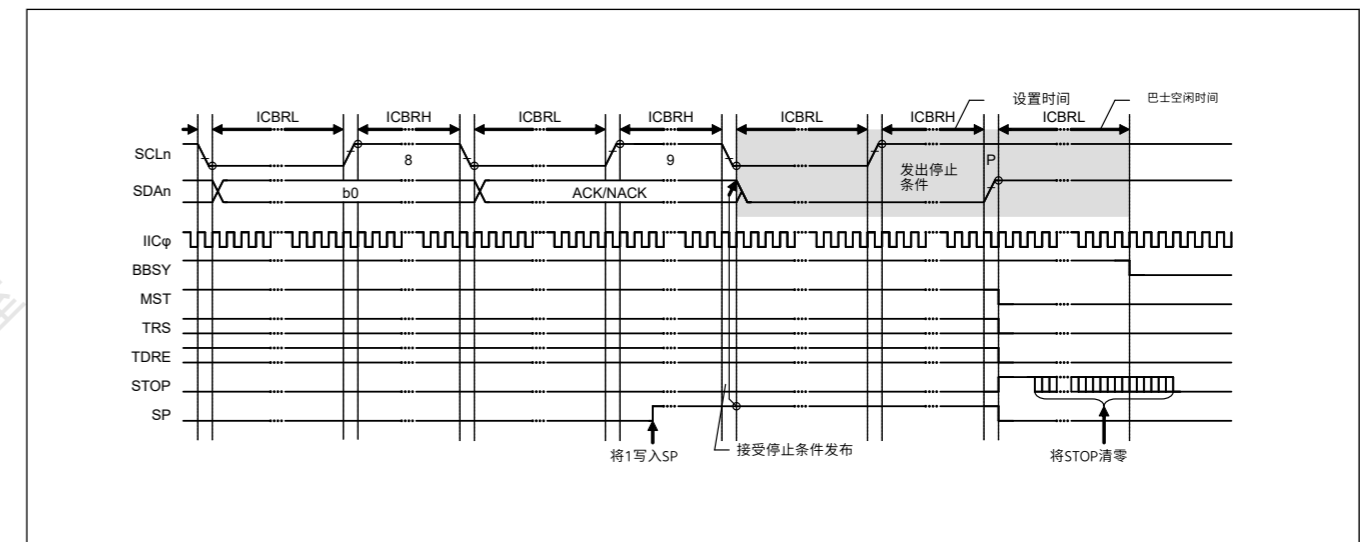 设置时间
巴士空闲时间
ICBRL ICBRH ICBRL ICBRH ICBRL ICBRH ICBRL
SCLn 8 9 P
发出停止
条件
SDAn b0 ACK/NACK
IICφ
BBSY
MST
TRS
TDRE
STOP
SP
将1写入SP
接受停止条件发布
将STOP清零